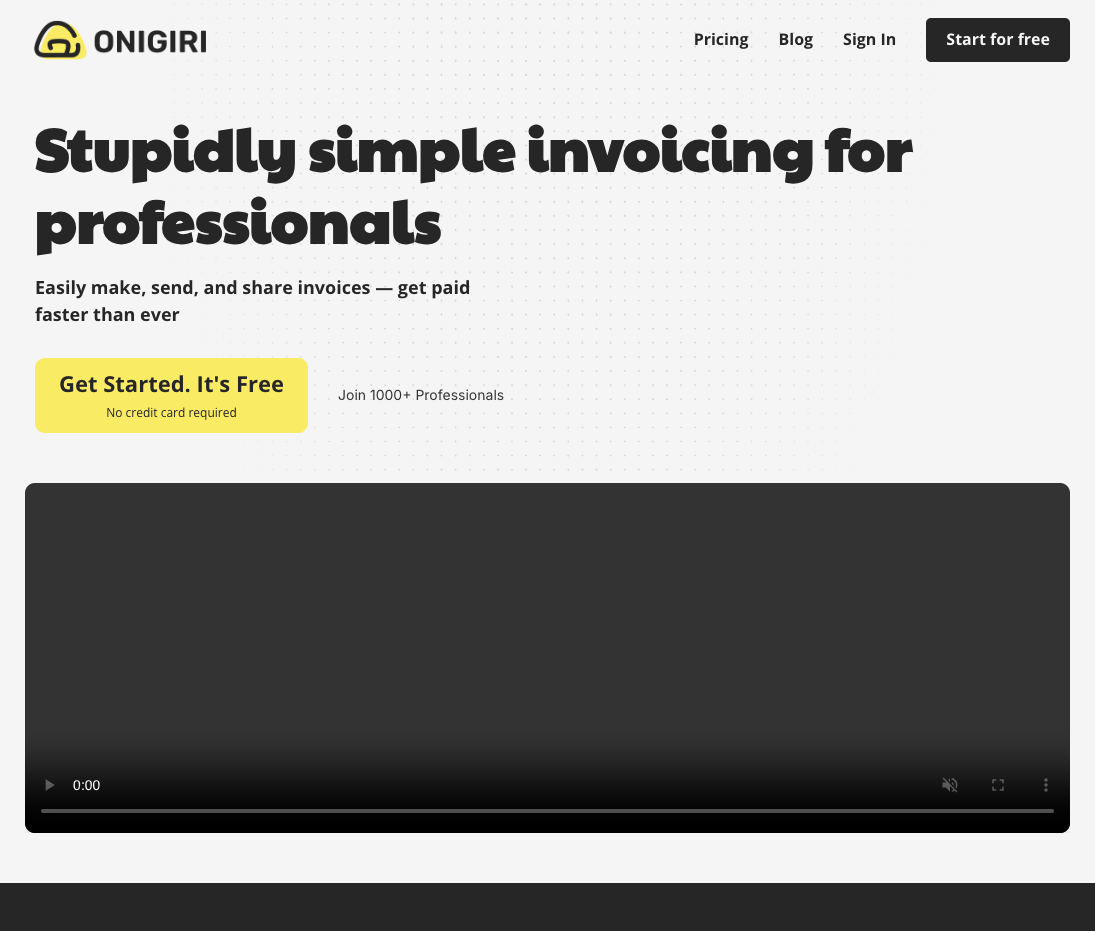 ONIGIRI
Pricing
Blog
Sign In
Start for free
Stupidly simple invoicing for
professionals
Easily make, send, and share invoices — get paid
faster than ever
Get Started. It's Free
No credit card required
Join 1000+ Professionals
0:00